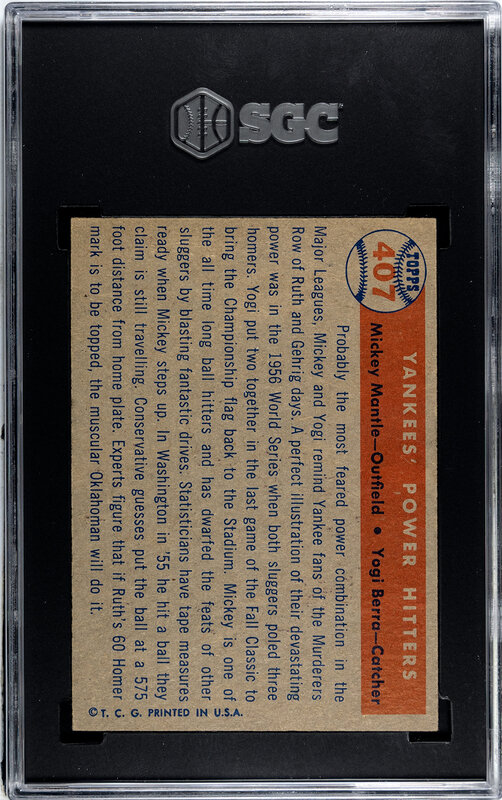 SGC
TOPPS
407
YANKEES' POWER HITTERS
Mickey Mantle—Outfield • Yogi Berra—Catcher
Probably the most feared power combination in the
Major Leagues, Mickey and Yogi remind Yankee fans of the Murderers
Row of Ruth and Gehrig days. A perfect illustration of their devastating
power was in the 1956 World Series when both sluggers poled three
homers. Yogi put two together in the last game of the Fall Classic to
bring the Championship flag back to the Stadium. Mickey is one of
the all time long ball hitters and has dwarfed the feats of other
sluggers by blasting fantastic drives. Statisticians have tape measures
ready when Mickey steps up. In Washington in '55 he hit a ball they
claim is still travelling. Conservative guesses put the ball at a 575
foot distance from home plate. Experts figure that if Ruth's 60 Homer
mark is to be topped, the muscular Oklahoman will do it.
© T. C. G. PRINTED IN U.S.A.